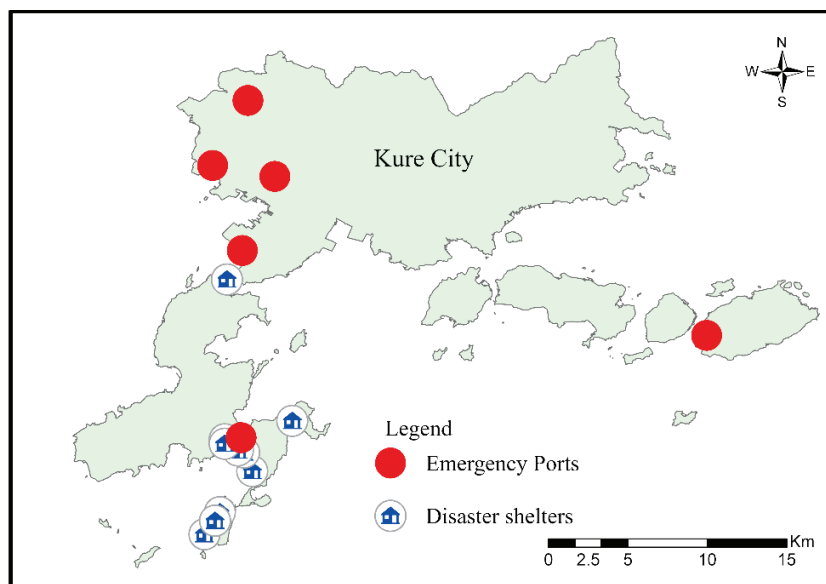 N
W E
S
Kure City
Legend
Emergency Ports
Disaster shelters
Km
0 2.5 5 10 15